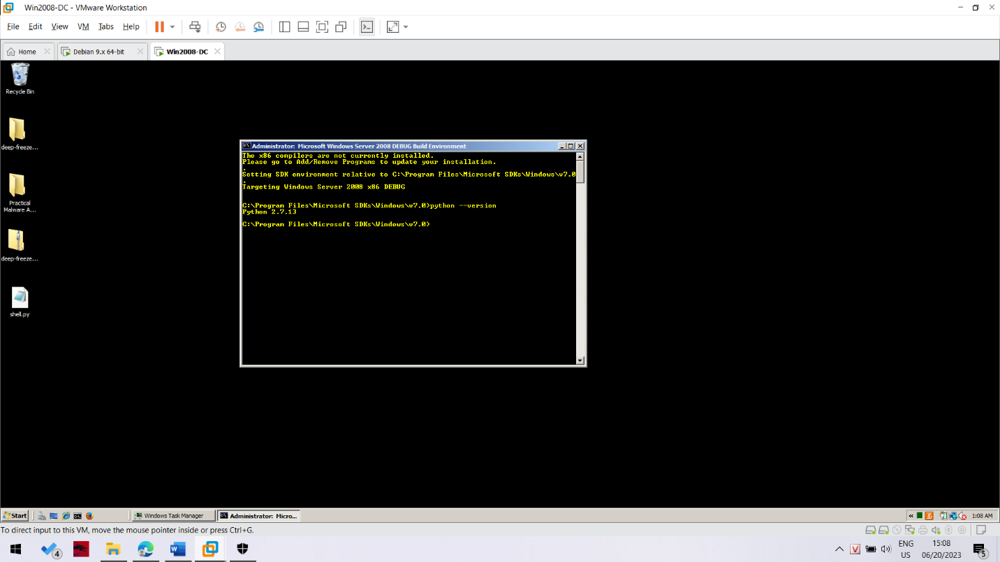 Win2008-DC - VMware Workstation
File Edit View VM Tabs Help
Home
Debian 9.x 64-bit
Win2008-DC
Recycle Bin
deep-freeze...
Practical
Malware A...
deep-freeze...
shell.py
Administrator: Microsoft Windows Server 2008 DEBUG Build Environment
The x86 compilers are not currently installed.
Please go to Add/Remove Programs to update your installation.
.
Setting SDK environment relative to C:\Program Files\Microsoft SDKs\Windows\v7.0
.
Targeting Windows Server 2008 x86 DEBUG
C:\Program Files\Microsoft SDKs\Windows\v7.0>python --version
Python 2.7.13
C:\Program Files\Microsoft SDKs\Windows\v7.0>
Start
Windows Task Manager
Administrator: Micro...
1:08 AM
To direct input to this VM, move the mouse pointer inside or press Ctrl+G.
4
ENG
US
15:08
06/20/2023
5